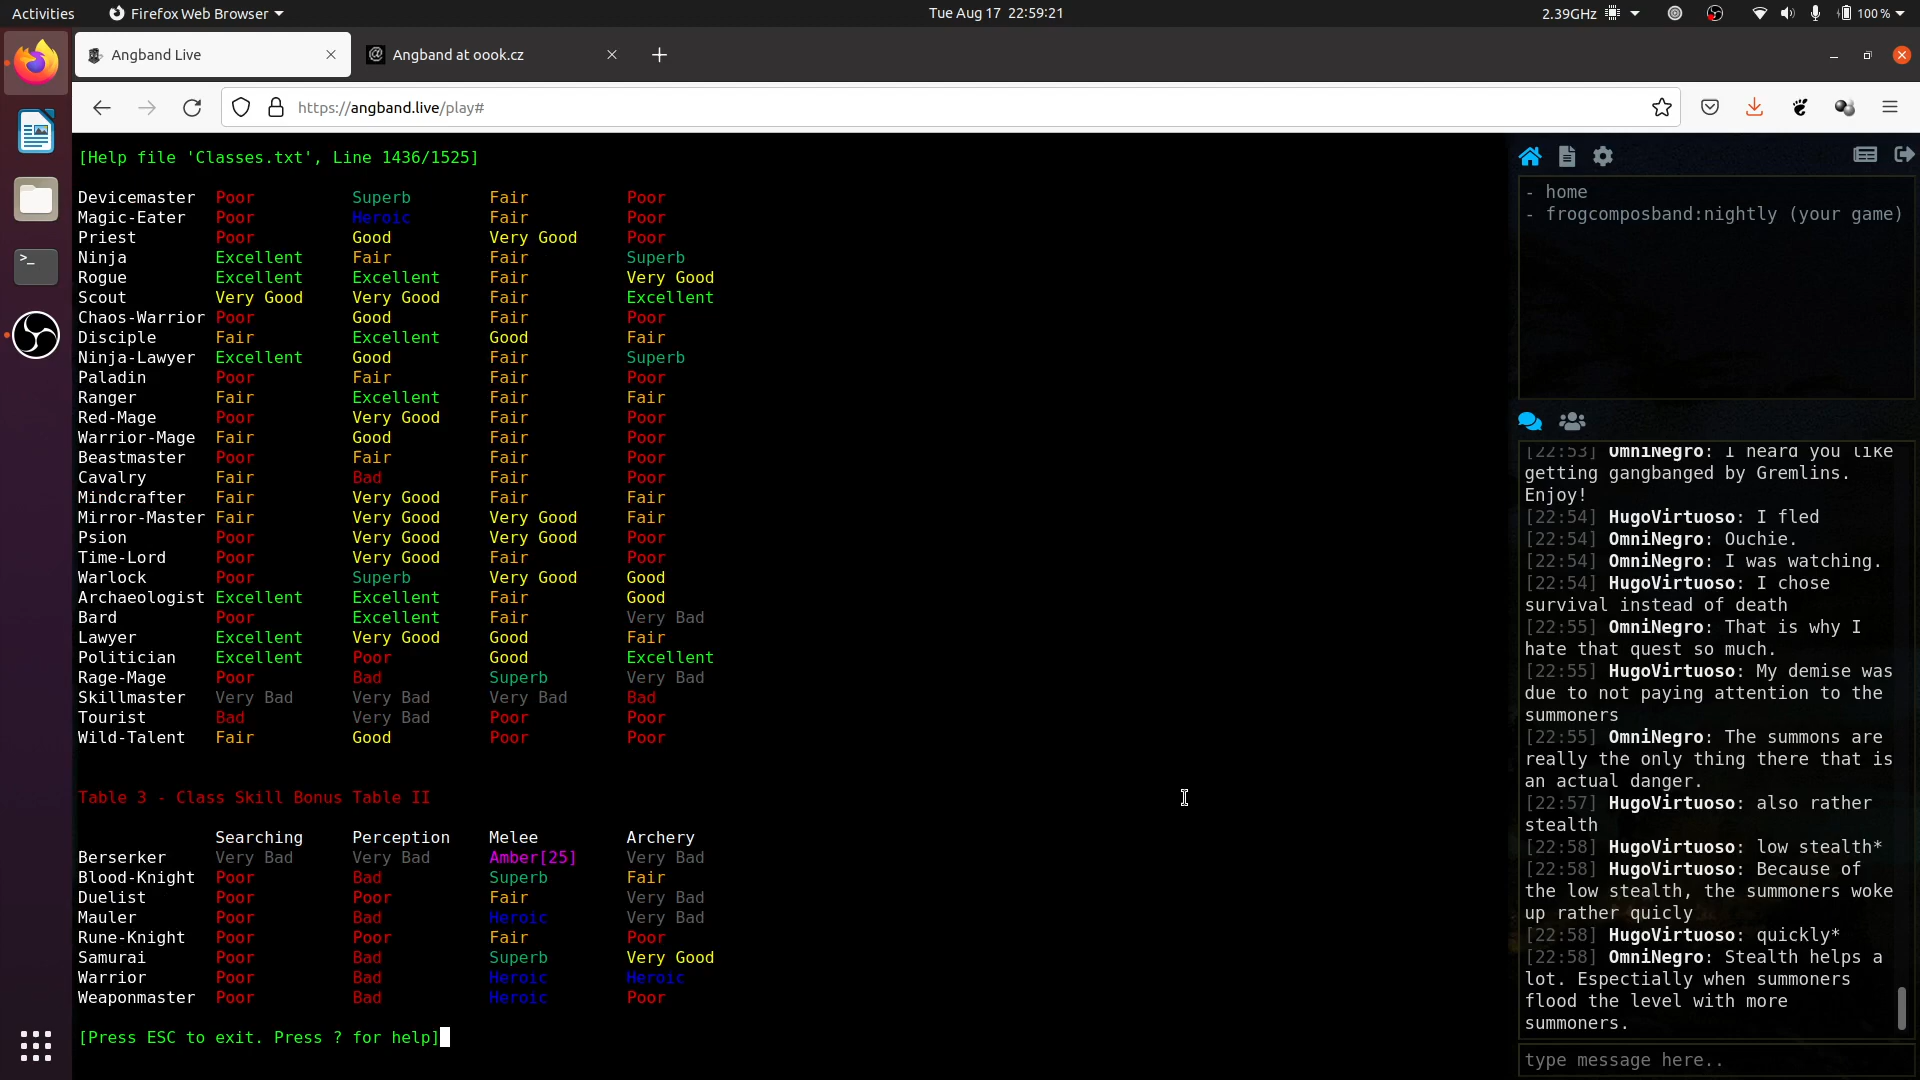 Activities Firefox Web Browser Tue Aug 17 22:59:21 2.39GHz 100 %
Angband Live Angband at oook.cz
https://angband.live/play#
[Help file 'Classes.txt', Line 1436/1525]
Devicemaster Poor Superb Fair Poor
Magic-Eater Poor Heroic Fair Poor
Priest Poor Good Very Good Poor
Ninja Excellent Fair Fair Superb
Rogue Excellent Excellent Fair Very Good
Scout Very Good Very Good Fair Excellent
Chaos-Warrior Poor Good Fair Poor
Disciple Fair Excellent Good Fair
Ninja-Lawyer Excellent Good Fair Superb
Paladin Poor Fair Fair Poor
Ranger Fair Excellent Fair Fair
Red-Mage Poor Very Good Fair Poor
Warrior-Mage Fair Good Fair Poor
Beastmaster Poor Fair Fair Poor
Cavalry Fair Bad Fair Poor
Mindcrafter Fair Very Good Fair Fair
Mirror-Master Fair Very Good Very Good Fair
Psion Poor Very Good Very Good Poor
Time-Lord Poor Very Good Fair Poor
Warlock Poor Superb Very Good Good
Archaeologist Excellent Excellent Fair Good
Bard Poor Excellent Fair Very Bad
Lawyer Excellent Very Good Good Fair
Politician Excellent Poor Good Excellent
Rage-Mage Poor Bad Superb Very Bad
Skillmaster Very Bad Very Bad Very Bad Bad
Tourist Bad Very Bad Poor Poor
Wild-Talent Fair Good Poor Poor
Table 3 - Class Skill Bonus Table II
Searching Perception Melee Archery
Berserker Very Bad Very Bad Amber[25] Very Bad
Blood-Knight Poor Bad Superb Fair
Duelist Poor Poor Fair Very Bad
Mauler Poor Bad Heroic Very Bad
Rune-Knight Poor Poor Fair Poor
Samurai Poor Bad Superb Very Good
Warrior Poor Bad Heroic Heroic
Weaponmaster Poor Bad Heroic Poor
[Press ESC to exit. Press ? for help]
- home
- frogcomposband:nightly (your game)
[22:53] OmniNegro: I heard you like
getting gangbanged by Gremlins.
Enjoy!
[22:54] HugoVirtuoso: I fled
[22:54] OmniNegro: Ouchie.
[22:54] OmniNegro: I was watching.
[22:54] HugoVirtuoso: I chose
survival instead of death
[22:55] OmniNegro: That is why I
hate that quest so much.
[22:55] HugoVirtuoso: My demise was
due to not paying attention to the
summoners
[22:55] OmniNegro: The summons are
really the only thing there that is
an actual danger.
[22:57] HugoVirtuoso: also rather
stealth
[22:58] HugoVirtuoso: low stealth*
[22:58] HugoVirtuoso: Because of
the low stealth, the summoners woke
up rather quicly
[22:58] HugoVirtuoso: quickly*
[22:58] OmniNegro: Stealth helps a
lot. Espectially when summoners
flood the level with more
summoners.
type message here..